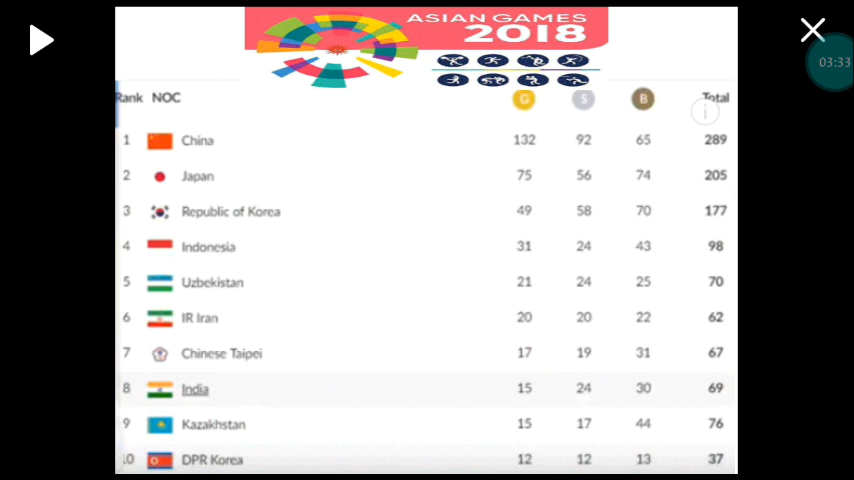 ASIAN GAMES
2018
03:33
Rank NOC G S B Total
i
1 China 132 92 65 289
2 Japan 75 56 74 205
3 Republic of Korea 49 58 70 177
4 Indonesia 31 24 43 98
5 Uzbekistan 21 24 25 70
6 IR Iran 20 20 22 62
7 Chinese Taipei 17 19 31 67
8 India 15 24 30 69
9 Kazakhstan 15 17 44 76
10 DPR Korea 12 12 13 37